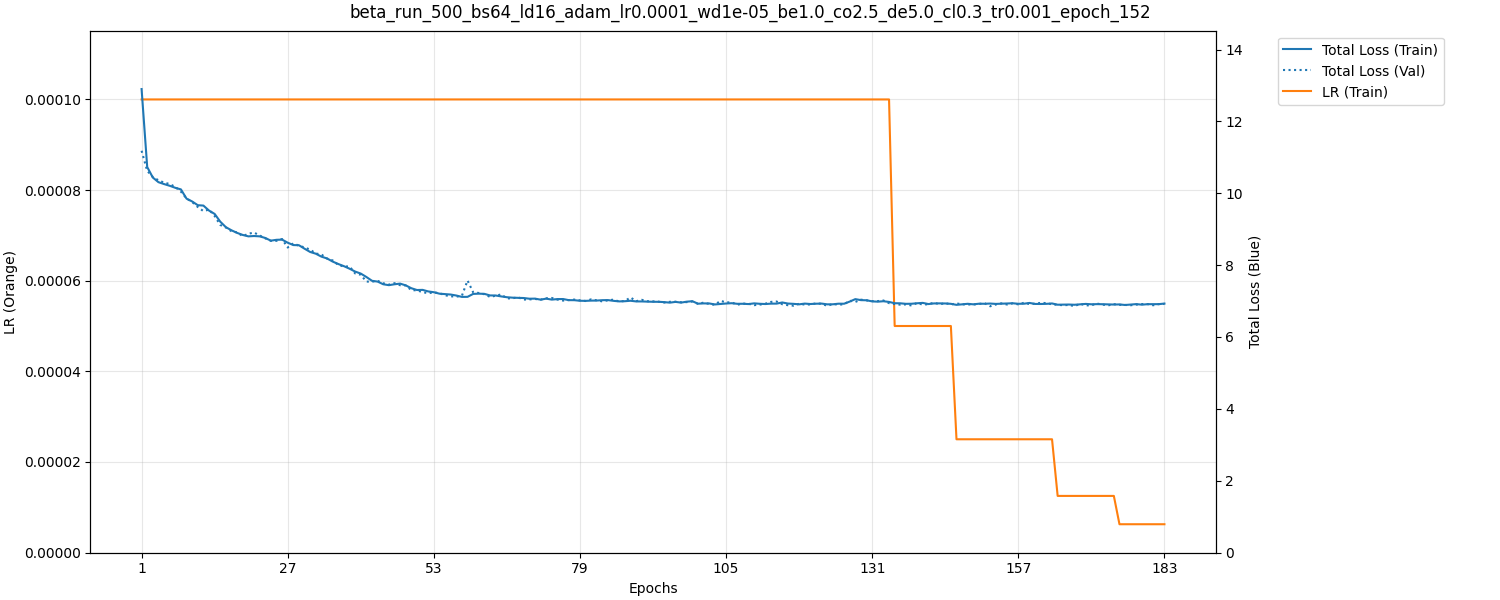 beta_run_500_bs64_ld16_adam_lr0.0001_wd1e-05_be1.0_co2.5_de5.0_cl0.3_tr0.001_epoch_152
Total Loss (Train)
Total Loss (Val)
LR (Train)
LR (Orange)
0.00010
0.00008
0.00006
0.00004
0.00002
0.00000
14
12
10
8
6
4
2
0
Total Loss (Blue)
1 27 53 79 105 131 157 183
Epochs